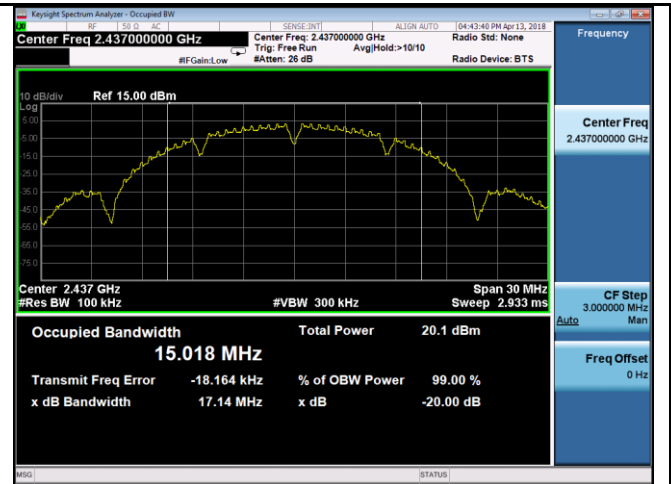 Keysight Spectrum Analyzer - Occupied BW
RF 50 Ω AC SENSE:INT ALIGN AUTO 04:43:40 PM Apr 13, 2018
Center Freq 2.437000000 GHz Center Freq: 2.437000000 GHz Radio Std: None Frequency
Trig: Free Run Avg|Hold:>10/10
#IFGain:Low #Atten: 26 dB Radio Device: BTS
10 dB/div Ref 15.00 dBm
Log
5.00
-5.00
-15.0
-25.0
-35.0
-45.0
-55.0
-65.0
-75.0
Center 2.437 GHz Span 30 MHz
#Res BW 100 kHz #VBW 300 kHz Sweep 2.933 ms
Occupied Bandwidth Total Power 20.1 dBm
15.018 MHz
Transmit Freq Error -18.164 kHz % of OBW Power 99.00 %
x dB Bandwidth 17.14 MHz x dB -20.00 dB
Center Freq
2.437000000 GHz
CF Step
3.000000 MHz
Auto Man
Freq Offset
0 Hz
MSG STATUS